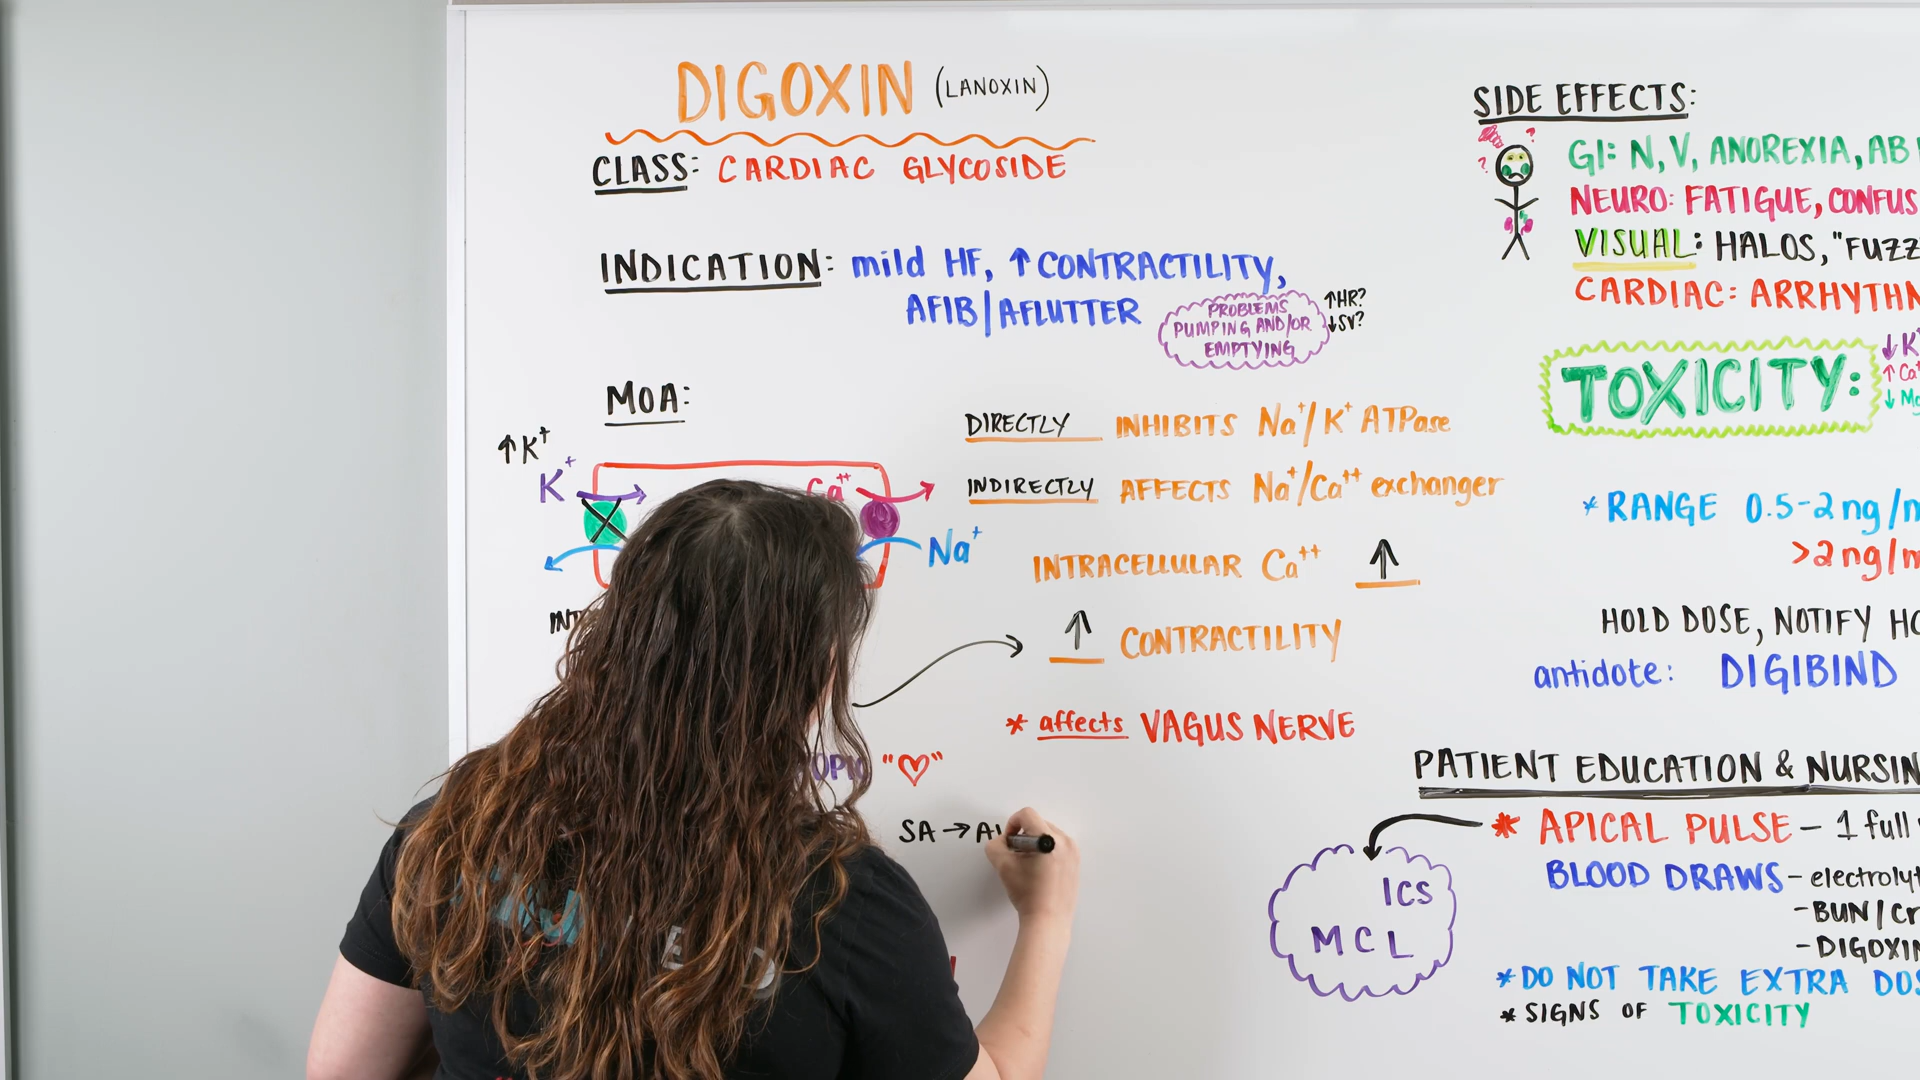 DIGOXIN (LANOXIN)
CLASS: CARDIAC GLYCOSIDE
INDICATION: mild HF, ↑ CONTRACTILITY,
AFIB/AFLUTTER
PROBLEMS
PUMPING AND/OR
EMPTYING
↑HR?
↓SV?
MOA:
↑K+
K+
Ca++
Na+
DIRECTLY INHIBITS Na+/K+ ATPase
INDIRECTLY AFFECTS Na+/Ca++ exchanger
INTRACELLULAR Ca++ ↑
↑ CONTRACTILITY
* affects VAGUS NERVE
"♡"
SA → A
SIDE EFFECTS:
GI: N, V, ANOREXIA, AB
NEURO: FATIGUE, CONFUS
VISUAL: HALOS, "FUZZ
CARDIAC: ARRHYTHM
TOXICITY:
↓K+
↑Ca+
↓Mg
* RANGE 0.5-2 ng/m
>2 ng/m
HOLD DOSE, NOTIFY HC
antidote: DIGIBIND
PATIENT EDUCATION & NURSIN
* APICAL PULSE - 1 full
ICS
MCL
BLOOD DRAWS - electrolyt
- BUN/Cr
- DIGOXIN
* DO NOT TAKE EXTRA DOS
* SIGNS OF TOXICITY